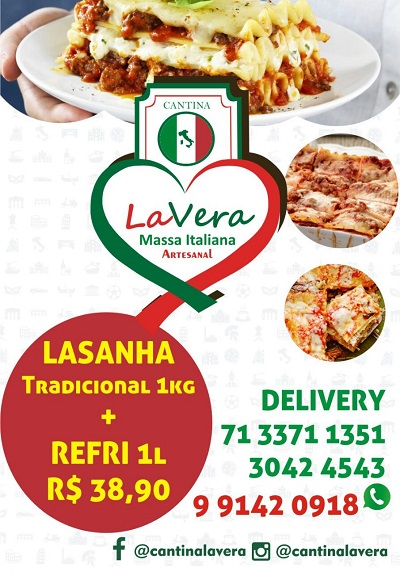 CANTINA
LaVera
Massa Italiana
ARTESANAL
LASANHA
TRADICIONAL 1KG
+
REFRI 1L
R$ 38,90
DELIVERY
71 3371 1351
3042 4543
9 9142 0918
@cantinalavera @cantinalavera